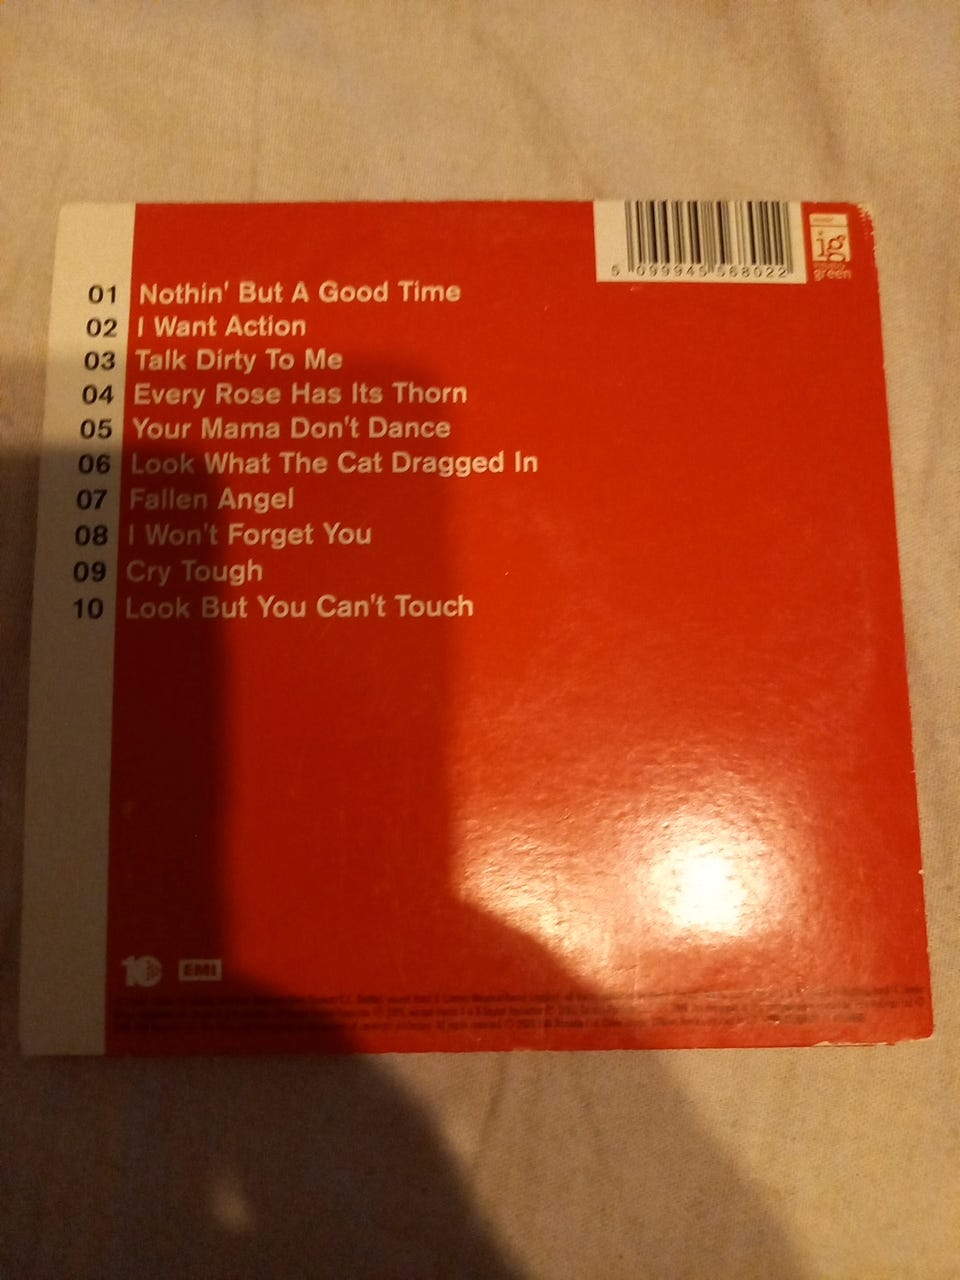 5 099945 568022
green
01 Nothin' But A Good Time
02 I Want Action
03 Talk Dirty To Me
04 Every Rose Has Its Thorn
05 Your Mama Don't Dance
06 Look What The Cat Dragged In
07 Fallen Angel
08 I Won't Forget You
09 Cry Tough
10 Look But You Can't Touch
10 EMI